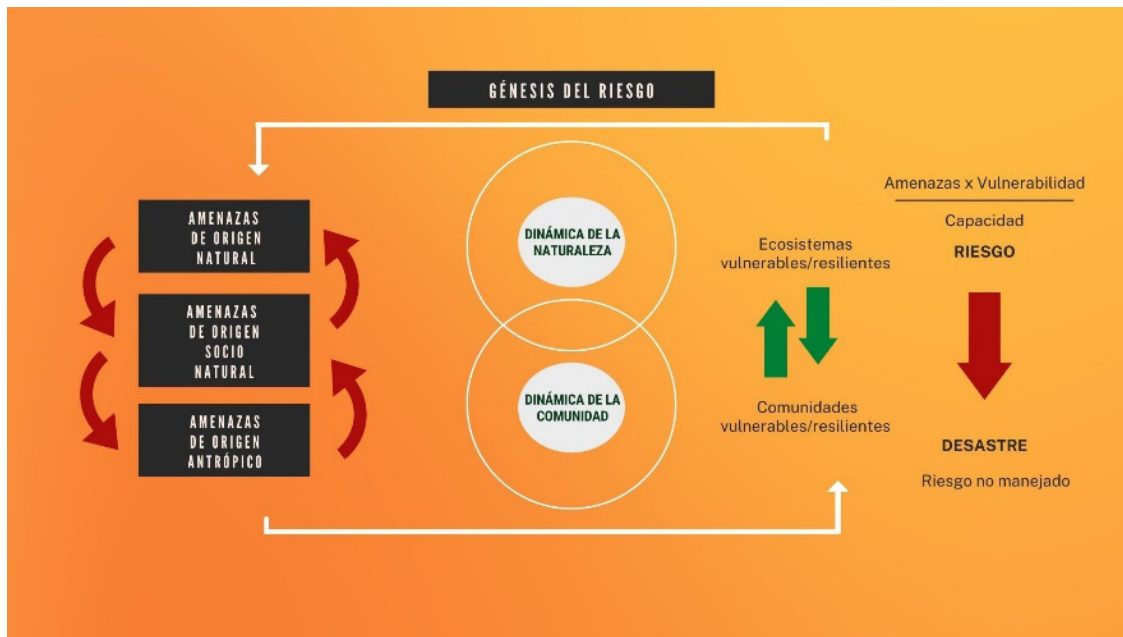 GÉNESIS DEL RIESGO
AMENAZAS
DE ORIGEN
NATURAL
AMENAZAS
DE ORIGEN
SOCIO
NATURAL
AMENAZAS
DE ORIGEN
ANTRÓPICO
DINÁMICA DE LA
NATURALEZA
DINÁMICA DE LA
COMUNIDAD
Ecosistemas
vulnerables/resilientes
Comunidades
vulnerables/resilientes
Amenazas x Vulnerabilidad
Capacidad
RIESGO
DESASTRE
Riesgo no manejado